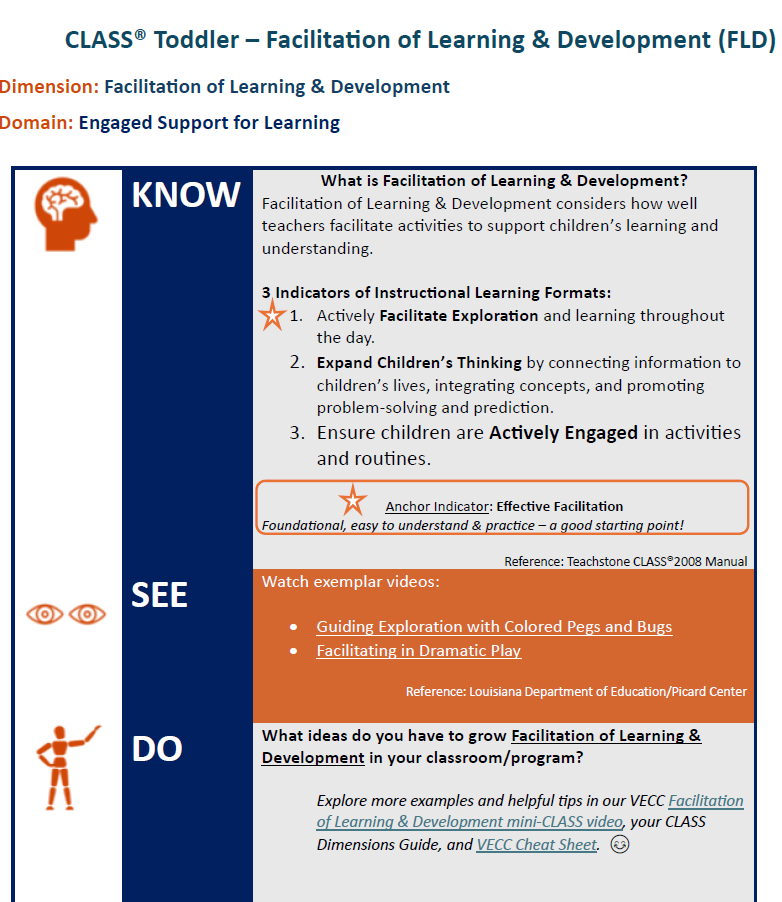 CLASS® Toddler – Facilitation of Learning & Development (FLD)
Dimension: Facilitation of Learning & Development
Domain: Engaged Support for Learning
KNOW
What is Facilitation of Learning & Development?
Facilitation of Learning & Development considers how well
teachers facilitate activities to support children’s learning and
understanding.
3 Indicators of Instructional Learning Formats:
1. Actively Facilitate Exploration and learning throughout
the day.
2. Expand Children’s Thinking by connecting information to
children’s lives, integrating concepts, and promoting
problem-solving and prediction.
3. Ensure children are Actively Engaged in activities
and routines.
Anchor Indicator: Effective Facilitation
Foundational, easy to understand & practice – a good starting point!
Reference: Teachstone CLASS®2008 Manual
SEE
Watch exemplar videos:
• Guiding Exploration with Colored Pegs and Bugs
• Facilitating in Dramatic Play
Reference: Louisiana Department of Education/Picard Center
DO
What ideas do you have to grow Facilitation of Learning &
Development in your classroom/program?
Explore more examples and helpful tips in our VECC Facilitation
of Learning & Development mini-CLASS video, your CLASS
Dimensions Guide, and VECC Cheat Sheet.